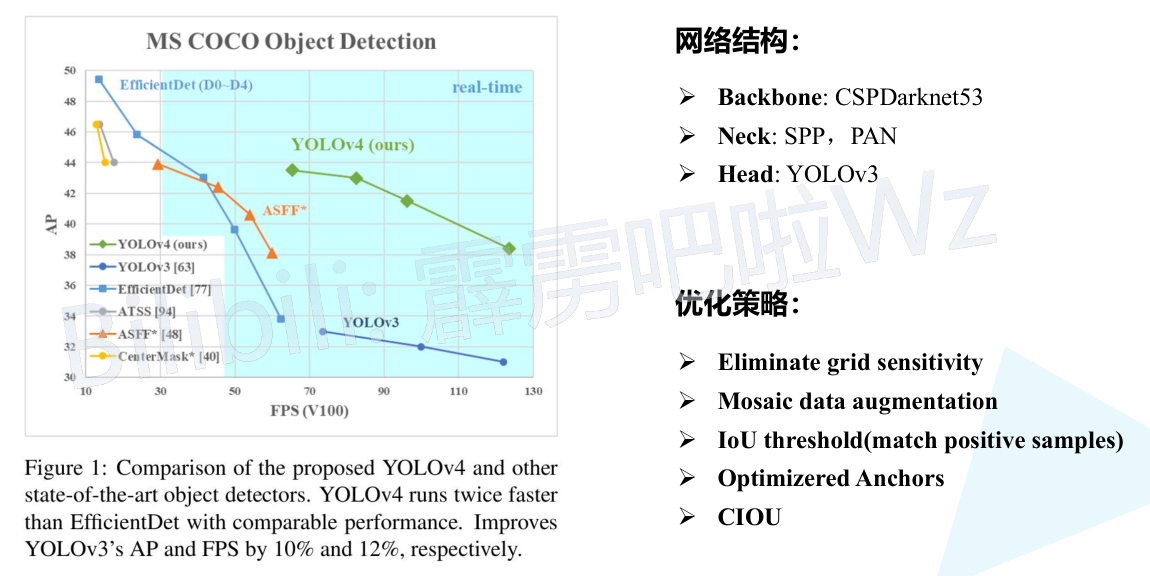 MS COCO Object Detection
50
48
46
44
42
40
38
36
34
32
30
AP
EfficientDet (D0~D4)
real-time
YOLOv4 (ours)
ASFF*
YOLOv3
YOLOv4 (ours)
YOLOv3 [63]
EfficientDet [77]
ATSS [94]
ASFF* [48]
CenterMask* [40]
10 30 50 70 90 110 130
FPS (V100)
Figure 1: Comparison of the proposed YOLOv4 and other
state-of-the-art object detectors. YOLOv4 runs twice faster
than EfficientDet with comparable performance. Improves
YOLOv3's AP and FPS by 10% and 12%, respectively.
网络结构：
➢ Backbone: CSPDarknet53
➢ Neck: SPP，PAN
➢ Head: YOLOv3
优化策略：
➢ Eliminate grid sensitivity
➢ Mosaic data augmentation
➢ IoU threshold(match positive samples)
➢ Optimizered Anchors
➢ CIOU
Bilibili: 霹雳吧啦Wz